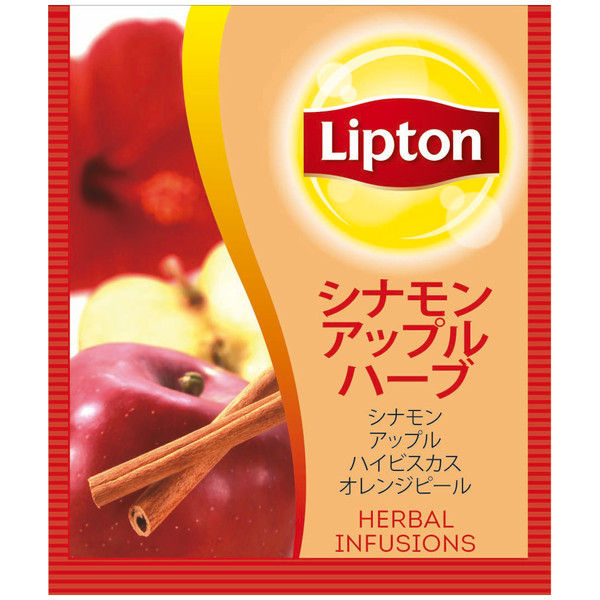 Lipton
シナモン
アップル
ハーブ
シナモン
アップル
ハイビスカス
オレンジピール
HERBAL
INFUSIONS